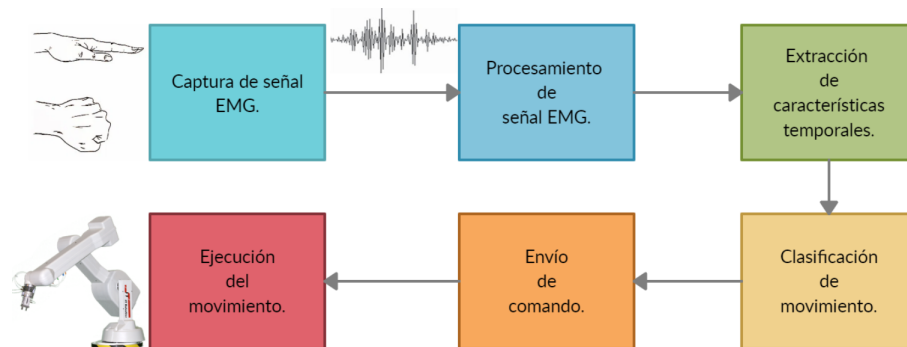 Captura de señal
EMG.
Procesamiento
de
señal EMG.
Extracción
de
características
temporales.
Clasificación
de
movimiento.
Envío
de
comando.
Ejecución
del
movimiento.